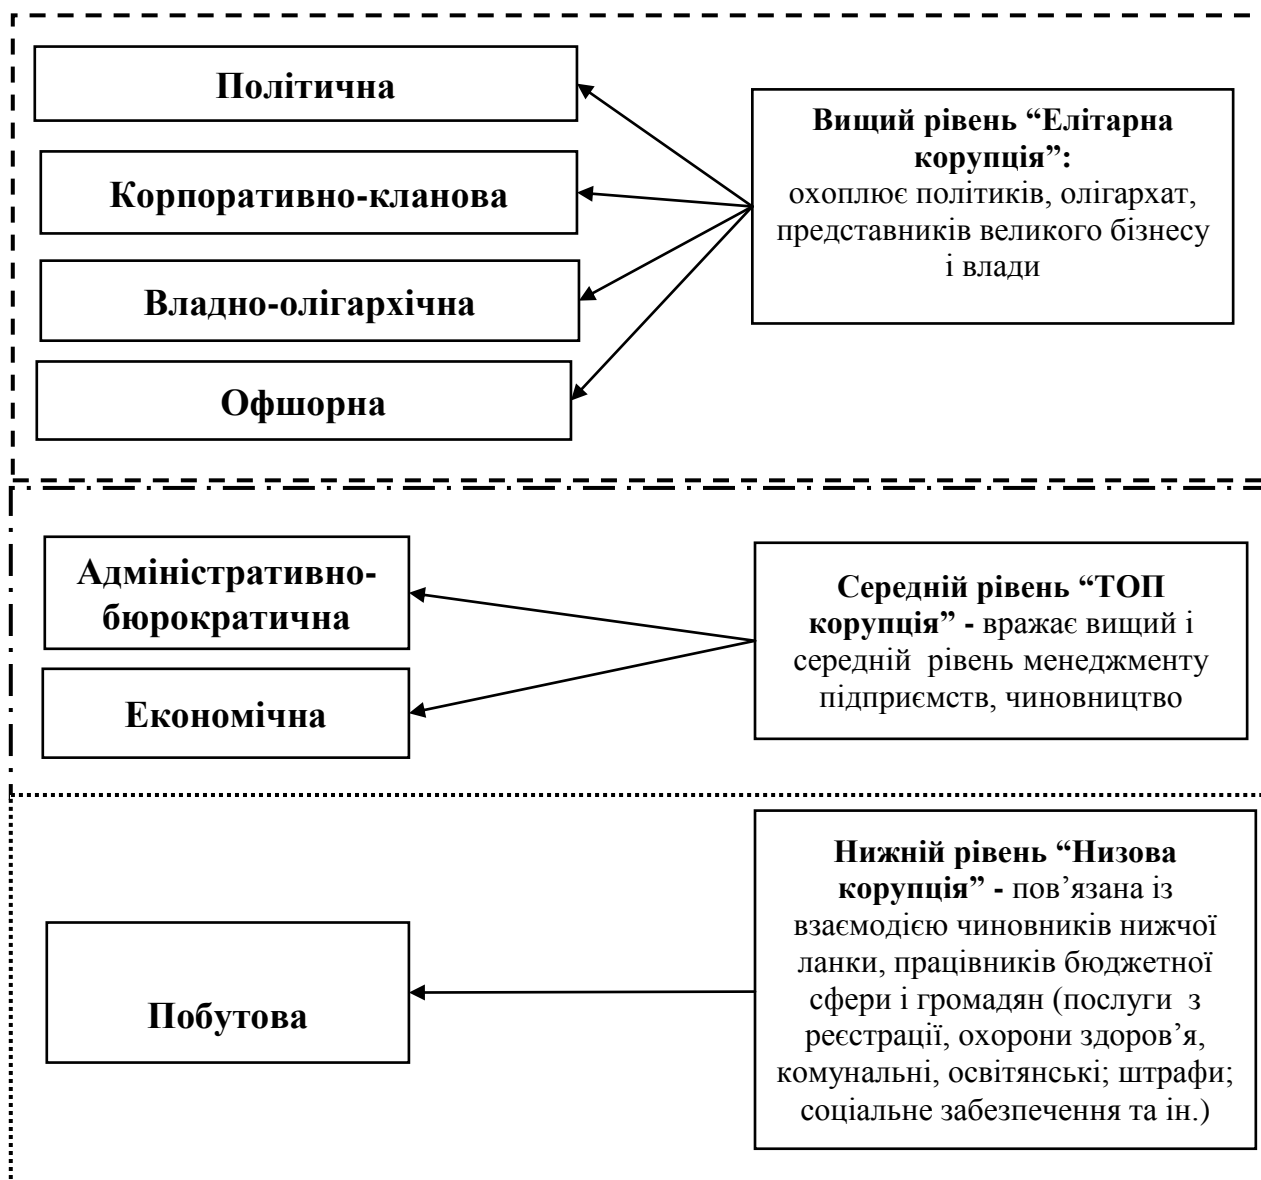 Політична
Корпоративно-кланова
Владно-олігархічна
Офшорна
Вищий рівень “Елітарна
корупція”:
охоплює політиків, олігархат,
представників великого бізнесу
і влади
Адміністративно-
бюрократична
Економічна
Середній рівень “ТОП
корупція” - вражає вищий і
середній рівень менеджменту
підприємств, чиновництво
Побутова
Нижній рівень “Низова
корупція” - пов’язана із
взаємодією чиновників нижчої
ланки, працівників бюджетної
сфери і громадян (послуги з
реєстрації, охорони здоров’я,
комунальні, освітянські; штрафи;
соціальне забезпечення та ін.)